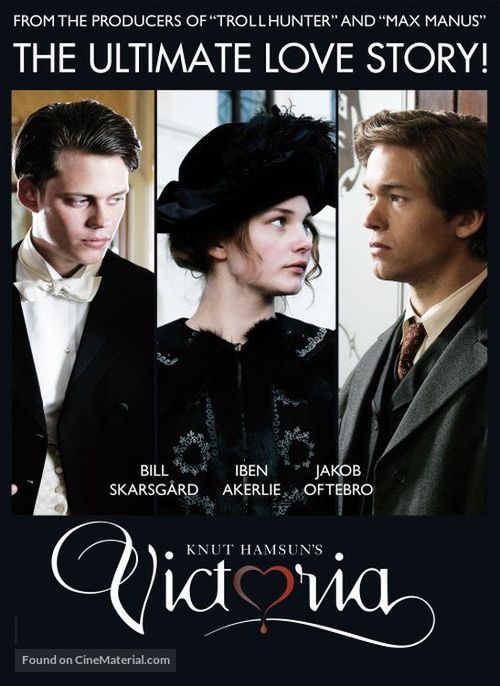 FROM THE PRODUCERS OF “TROLLHUNTER” AND “MAX MANUS”
THE ULTIMATE LOVE STORY!
BILL SKARSGÅRD
IBEN AKERLIE
JAKOB OFTEBRO
KNUT HAMSUN'S
Victoria
Found on CineMaterial.com